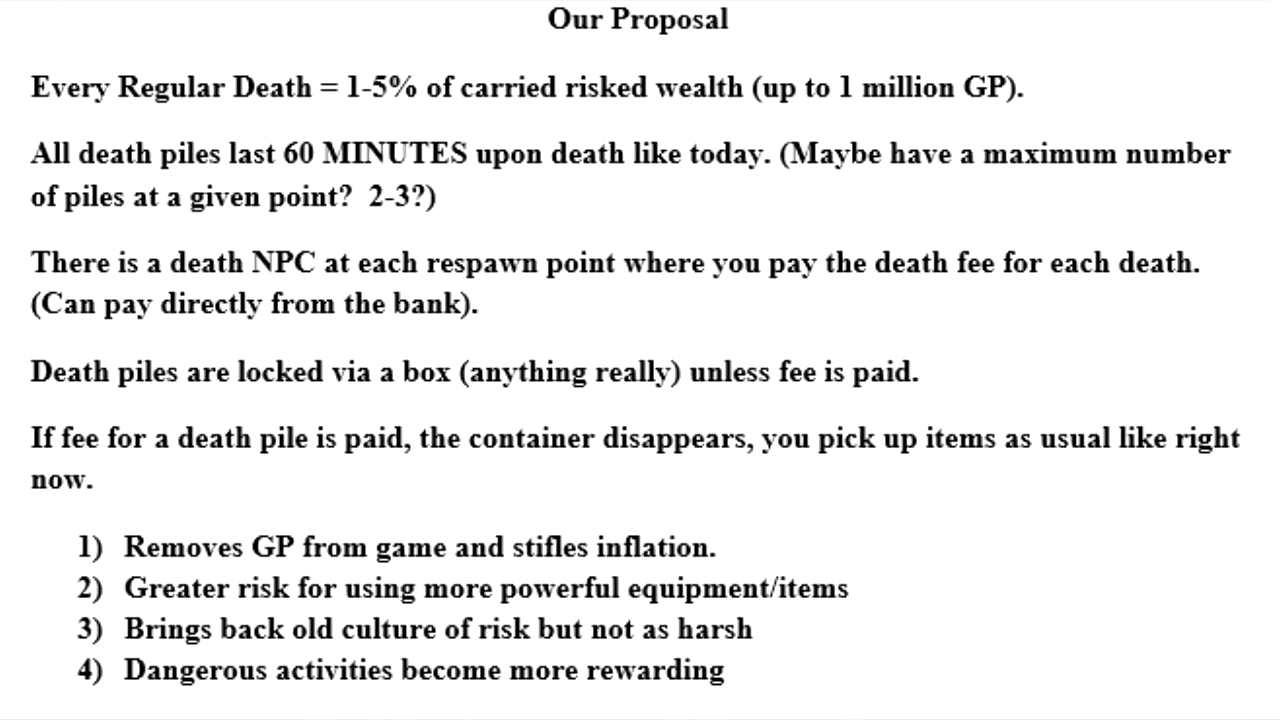 Our Proposal
Every Regular Death = 1-5% of carried risked wealth (up to 1 million GP).
All death piles last 60 MINUTES upon death like today. (Maybe have a maximum number
of piles at a given point?  2-3?)
There is a death NPC at each respawn point where you pay the death fee for each death.
(Can pay directly from the bank).
Death piles are locked via a box (anything really) unless fee is paid.
If fee for a death pile is paid, the container disappears, you pick up items as usual like right
now.
1) Removes GP from game and stifles inflation.
2) Greater risk for using more powerful equipment/items
3) Brings back old culture of risk but not as harsh
4) Dangerous activities become more rewarding